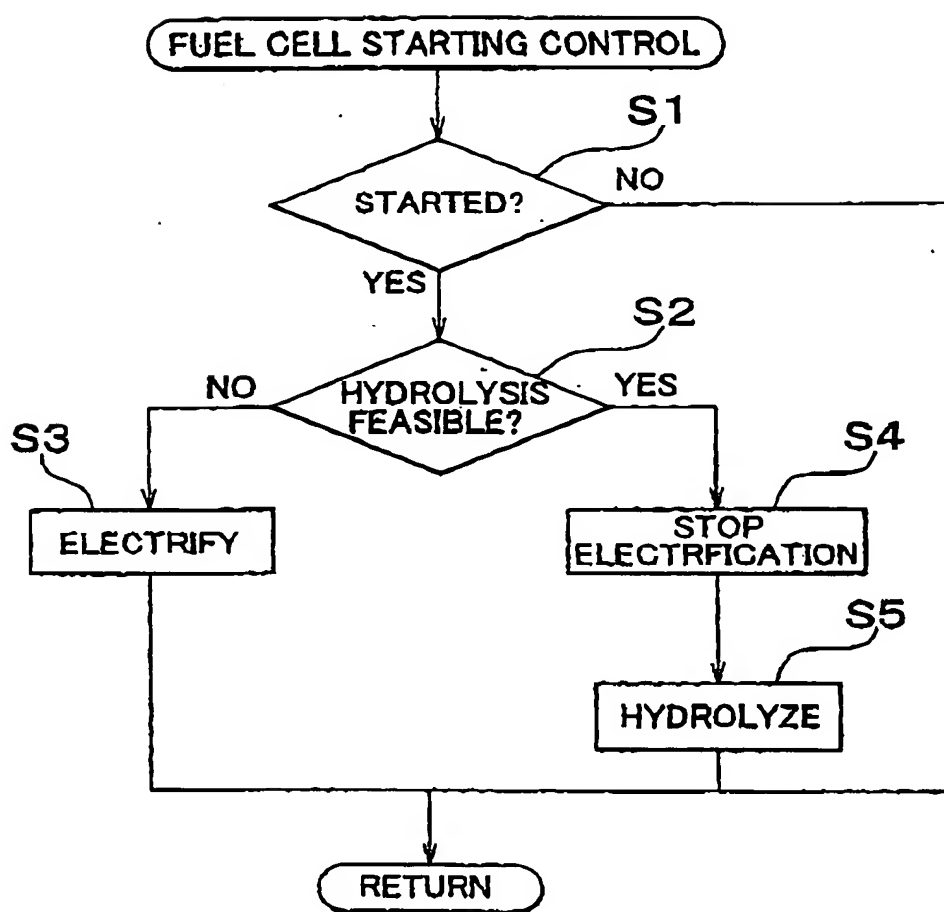 FUEL CELL STARTING CONTROL
S1
STARTED?
NO
YES
S2
NO
HYDROLYSIS
FEASIBLE?
YES
S3
S4
ELECTRIFY
STOP
ELECTRFICATION
S5
HYDROLYZE
RETURN